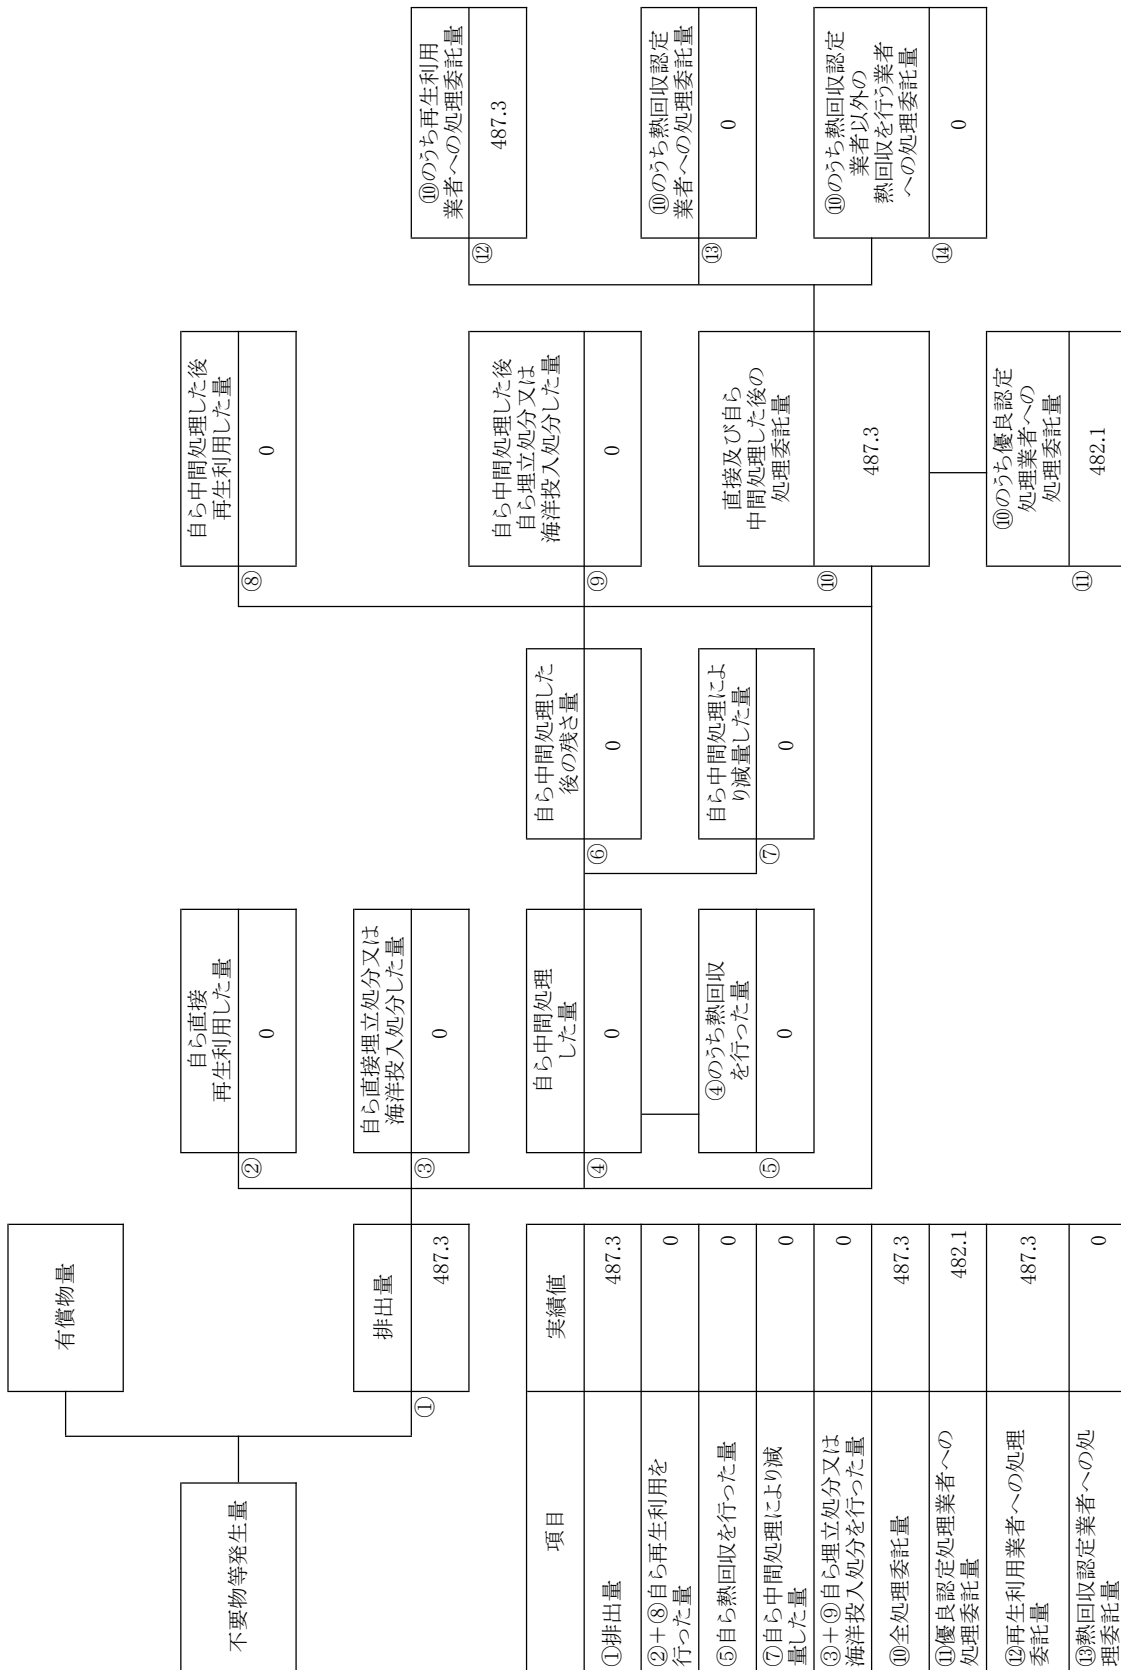 不要物等発生量
有償物量
排出量
①
487.3
自ら直接
再生利用した量
②
0
自ら直接埋立処分又は
海洋投入処分した量
③
0
自ら中間処理
した量
④
0
④のうち熱回収
を行った量
⑤
0
自ら中間処理した
後の残さ量
⑥
0
自ら中間処理によ
り減量した量
⑦
0
自ら中間処理した後
再生利用した量
⑧
0
自ら中間処理した後
自ら埋立処分又は
海洋投入処分した量
⑨
0
直接及び自ら
中間処理した後の
処理委託量
⑩
487.3
⑩のうち優良認定
処理業者への
処理委託量
⑪
482.1
⑩のうち再生利用
業者への処理委託量
⑫
487.3
⑩のうち熱回収認定
業者への処理委託量
⑬
0
⑩のうち熱回収認定
業者以外の
熱回収を行う業者
への処理委託量
⑭
0
項目
実績値
①排出量
487.3
②＋⑧自ら再生利用を
行った量
0
⑤自ら熱回収を行った量
0
⑦自ら中間処理により減
量した量
0
③＋⑨自ら埋立処分又は
海洋投入処分を行った量
0
⑩全処理委託量
487.3
⑪優良認定処理業者への
処理委託量
482.1
⑫再生利用業者への処理
委託量
487.3
⑬熱回収認定業者への処
理委託量
0